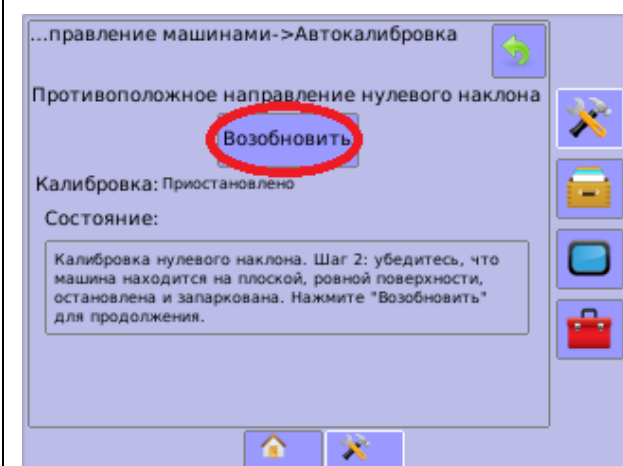 ...правление машинами->Автокалибровка
Противоположное направление нулевого наклона
Возобновить
Калибровка: Приостановлено
Состояние:
Калибровка нулевого наклона. Шаг 2: убедитесь, что
машина находится на плоской, ровной поверхности,
остановлена и запаркована. Нажмите "Возобновить"
для продолжения.